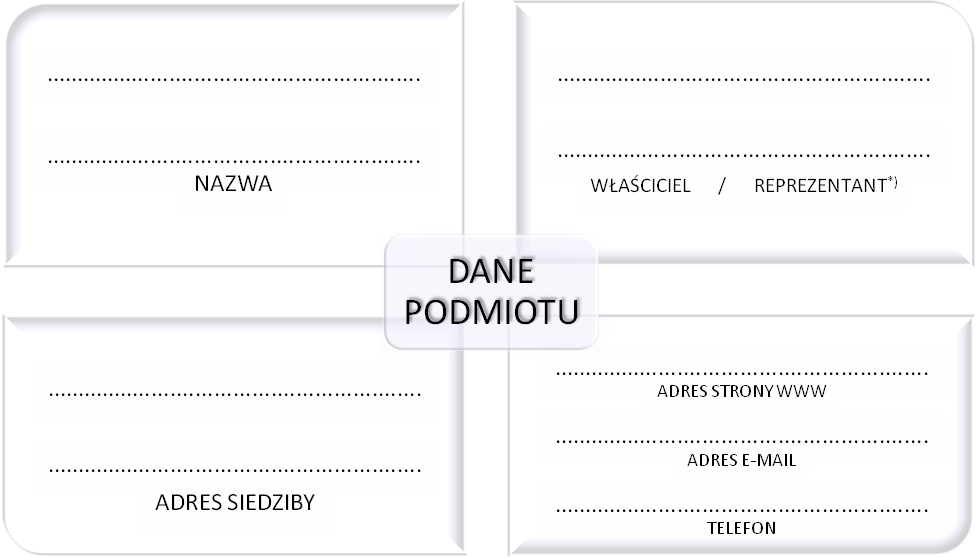 ............................................................
............................................................
NAZWA
............................................................
............................................................
WŁAŚCICIEL / REPREZENTANT*)
DANE
PODMIOTU
............................................................
............................................................
ADRES SIEDZIBY
............................................................
ADRES STRONY WWW
............................................................
ADRES E-MAIL
............................................................
TELEFON